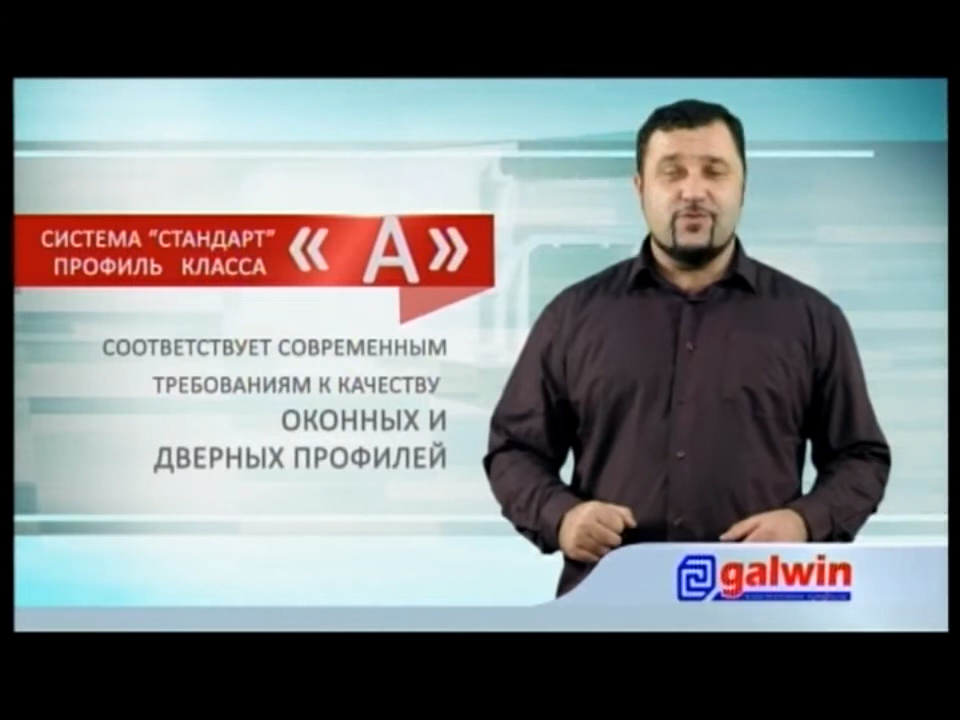 СИСТЕМА "СТАНДАРТ"
ПРОФИЛЬ КЛАССА « А»
СООТВЕТСТВУЕТ СОВРЕМЕННЫМ
ТРЕБОВАНИЯМ К КАЧЕСТВУ
ОКОННЫХ И
ДВЕРНЫХ ПРОФИЛЕЙ
galwin